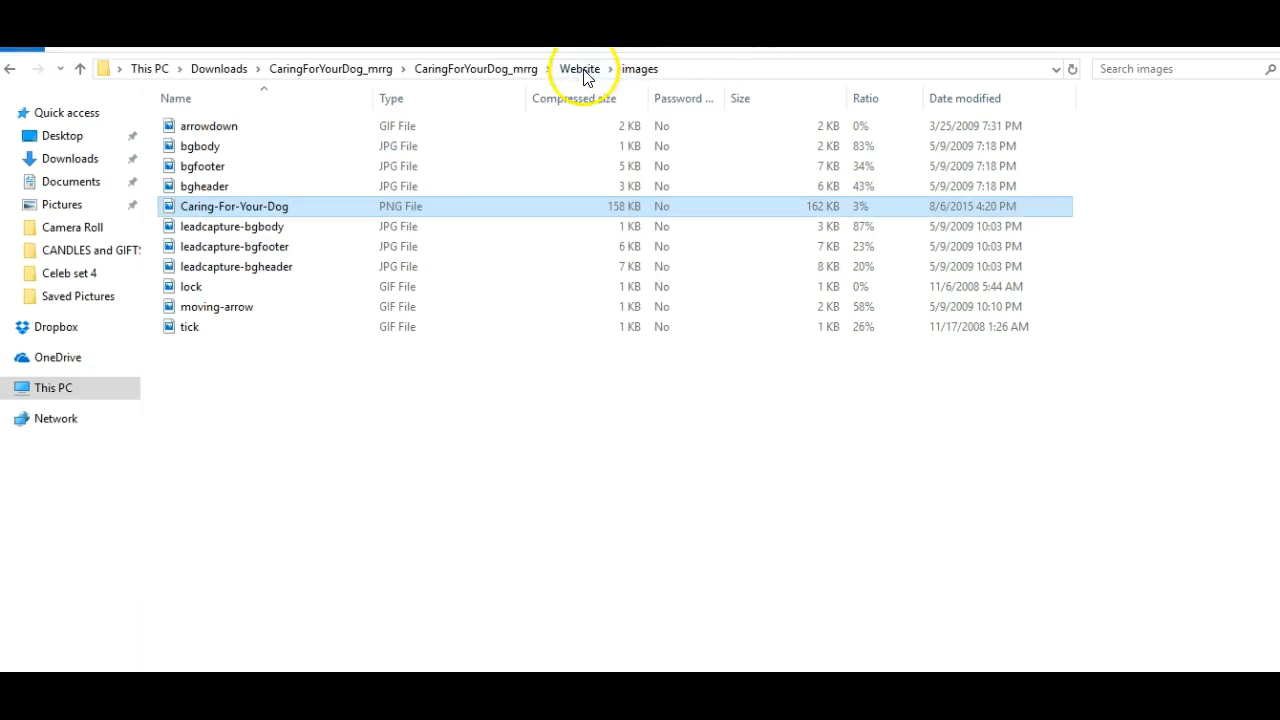 This PC > Downloads > CaringForYourDog_mrrg > CaringForYourDog_mrrg > Website > images
Search images
Name Type Compressed size Password ... Size Ratio Date modified
Quick access
Desktop
Downloads
Documents
Pictures
Camera Roll
CANDLES and GIFTS
Celeb set 4
Saved Pictures
Dropbox
OneDrive
This PC
Network
arrowdown GIF File 2 KB No 2 KB 0% 3/25/2009 7:31 PM
bgbody JPG File 1 KB No 2 KB 83% 5/9/2009 7:18 PM
bgfooter JPG File 5 KB No 7 KB 34% 5/9/2009 7:18 PM
bgheader JPG File 3 KB No 6 KB 43% 5/9/2009 7:18 PM
Caring-For-Your-Dog PNG File 158 KB No 162 KB 3% 8/6/2015 4:20 PM
leadcapture-bgbody JPG File 1 KB No 3 KB 87% 5/9/2009 10:03 PM
leadcapture-bgfooter JPG File 6 KB No 7 KB 23% 5/9/2009 10:03 PM
leadcapture-bgheader JPG File 7 KB No 8 KB 20% 5/9/2009 10:03 PM
lock GIF File 1 KB No 1 KB 0% 11/6/2008 5:44 AM
moving-arrow GIF File 1 KB No 2 KB 58% 5/9/2009 10:10 PM
tick GIF File 1 KB No 1 KB 26% 11/17/2008 1:26 AM